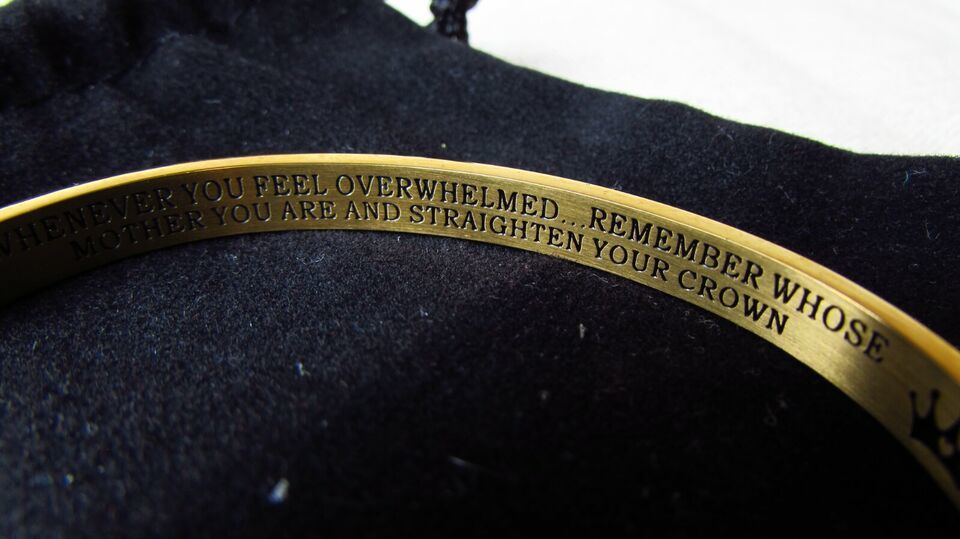 WHENEVER YOU FEEL OVERWHELMED...REMEMBER WHOSE
MOTHER YOU ARE AND STRAIGHTEN YOUR CROWN